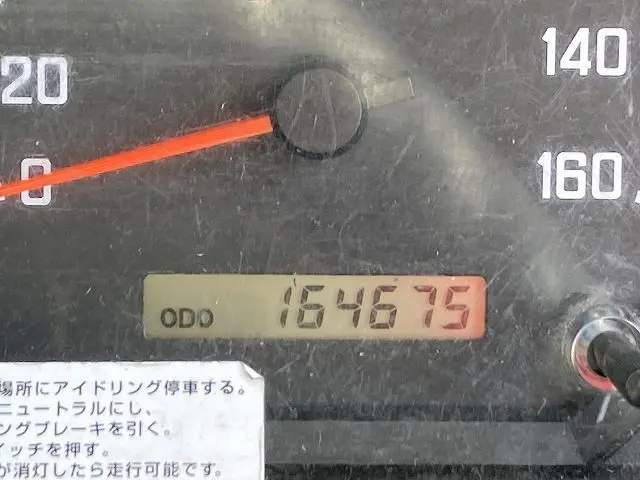 20
140
0
160
ODO 164675
場所にアイドリング停車する。
ニュートラルにし、
ングブレーキを引く。
イッチを押す。
が消灯したら走行可能です。